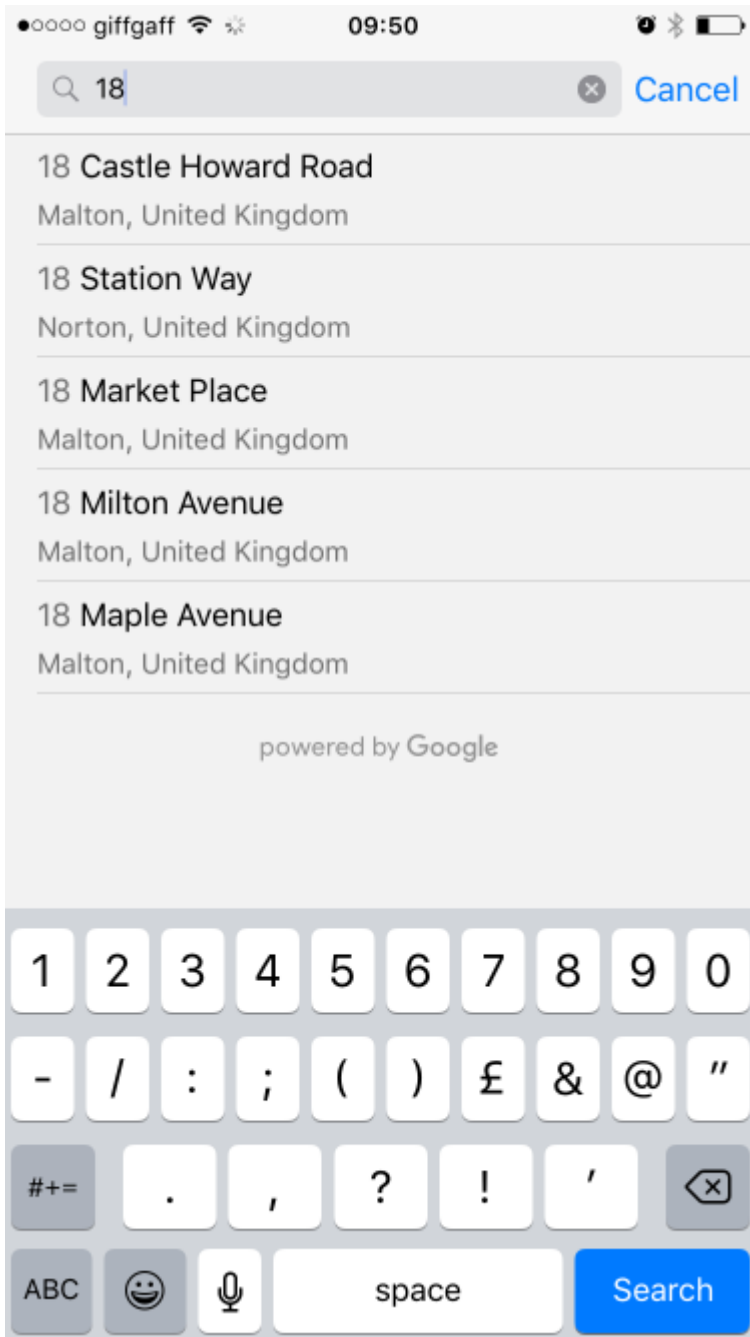 giffgaff 09:50
18 Cancel
18 Castle Howard Road
Malton, United Kingdom
18 Station Way
Norton, United Kingdom
18 Market Place
Malton, United Kingdom
18 Milton Avenue
Malton, United Kingdom
18 Maple Avenue
Malton, United Kingdom
powered by Google
1 2 3 4 5 6 7 8 9 0
- / : ; ( ) £ & @ "
#+= . , ? ! '
ABC space Search